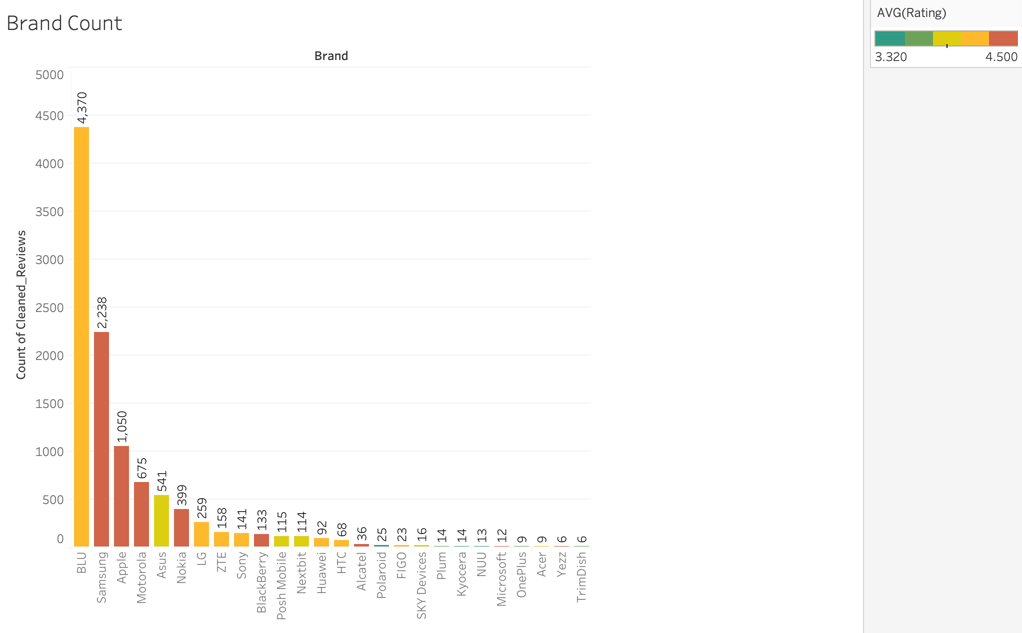 Brand Count
AVG(Rating)
3.320 4.500
Brand
Count of Cleaned_Reviews
5000
4500
4000
3500
3000
2500
2000
1500
1000
500
0
4,370
2,238
1,050
675
541
399
259
158
141
133
115
114
92
68
36
25
23
16
14
14
13
12
9
9
6
6
BLU
Samsung
Apple
Motorola
Asus
Nokia
LG
ZTE
Sony
BlackBerry
Posh Mobile
Nextbit
Huawei
HTC
Alcatel
Polaroid
FIGO
SKY Devices
Plum
Kyocera
NUU
Microsoft
OnePlus
Acer
Yezz
TrimDish